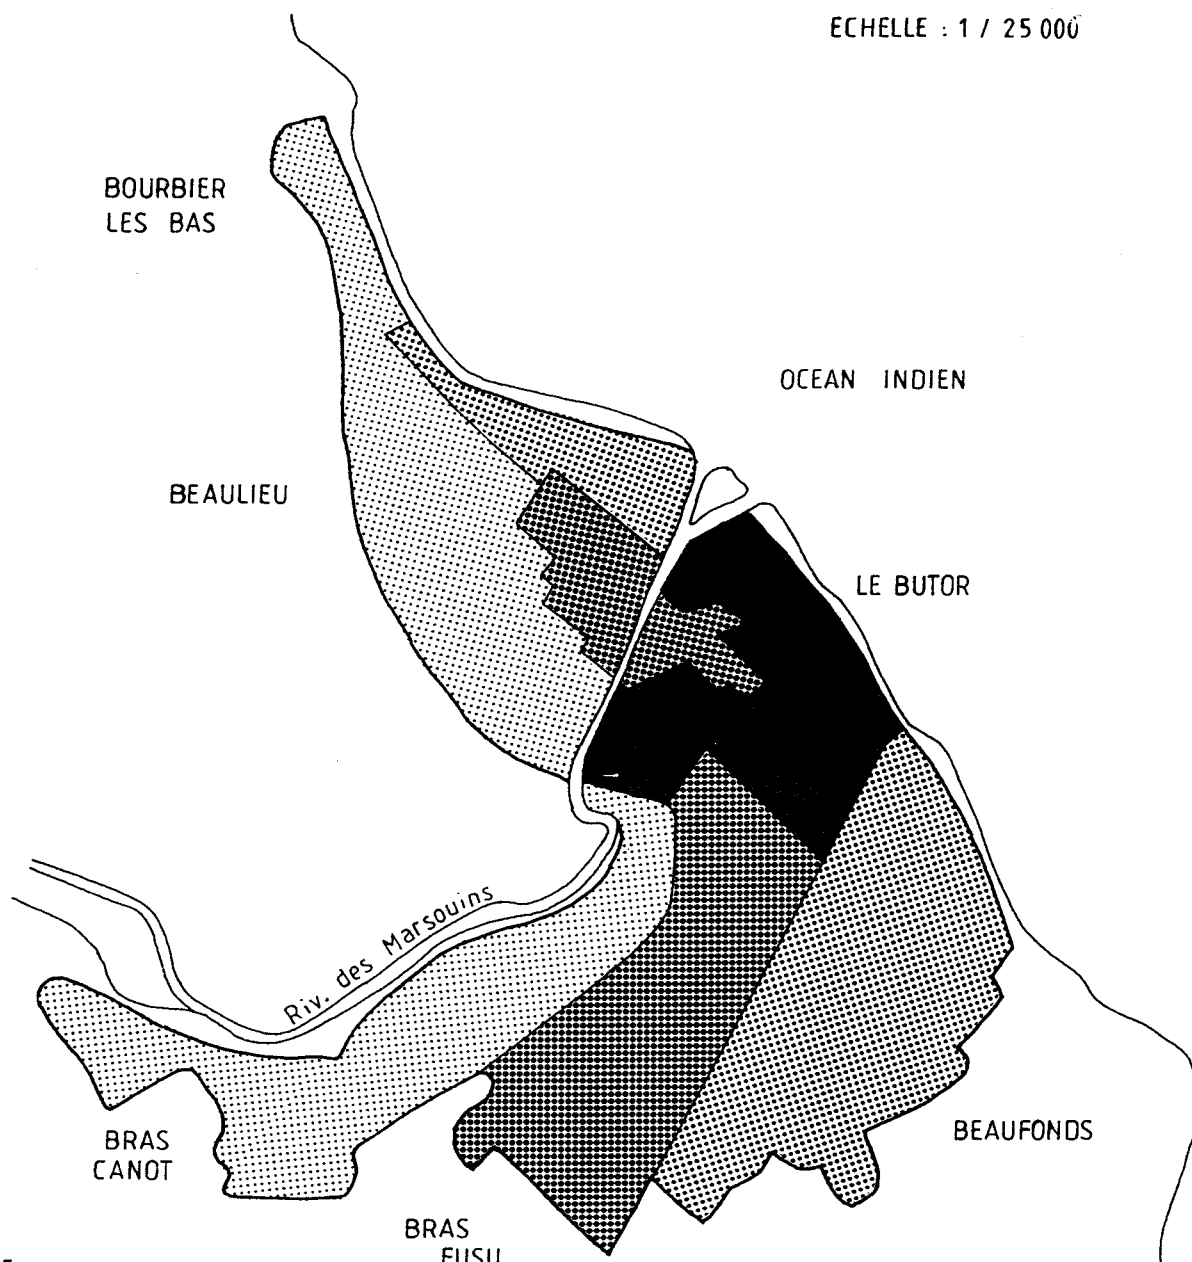 ECHELLE : 1 / 25 000
BOURBIER
LES BAS
OCEAN INDIEN
BEAULIEU
LE BUTOR
Riv. des Marsouins
BEAUFONDS
BRAS
CANOT
BRAS